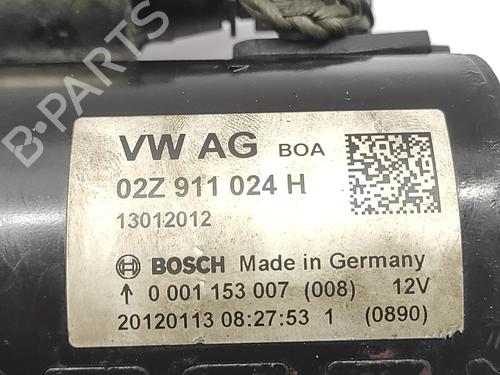 B-PARTS
VW AG BOA
02Z 911 024 H
13012012
BOSCH Made in Germany
↑ 0 001 153 007 (008) 12V
20120113 08:27:53 1 (0890)